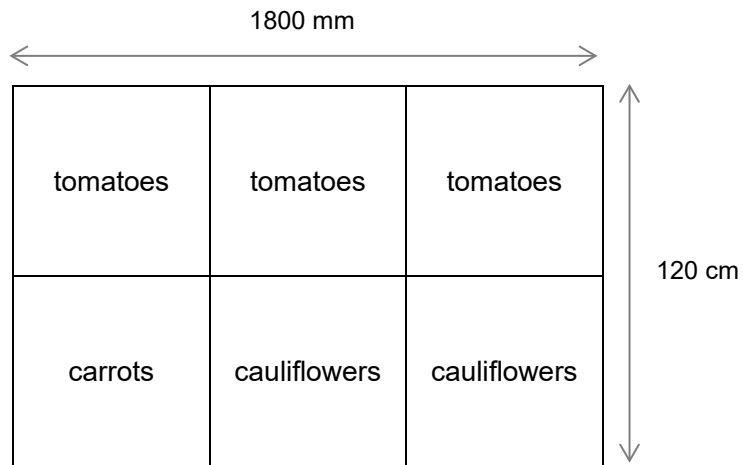 1800 mm
tomatoes tomatoes tomatoes
120 cm
carrots cauliflowers cauliflowers